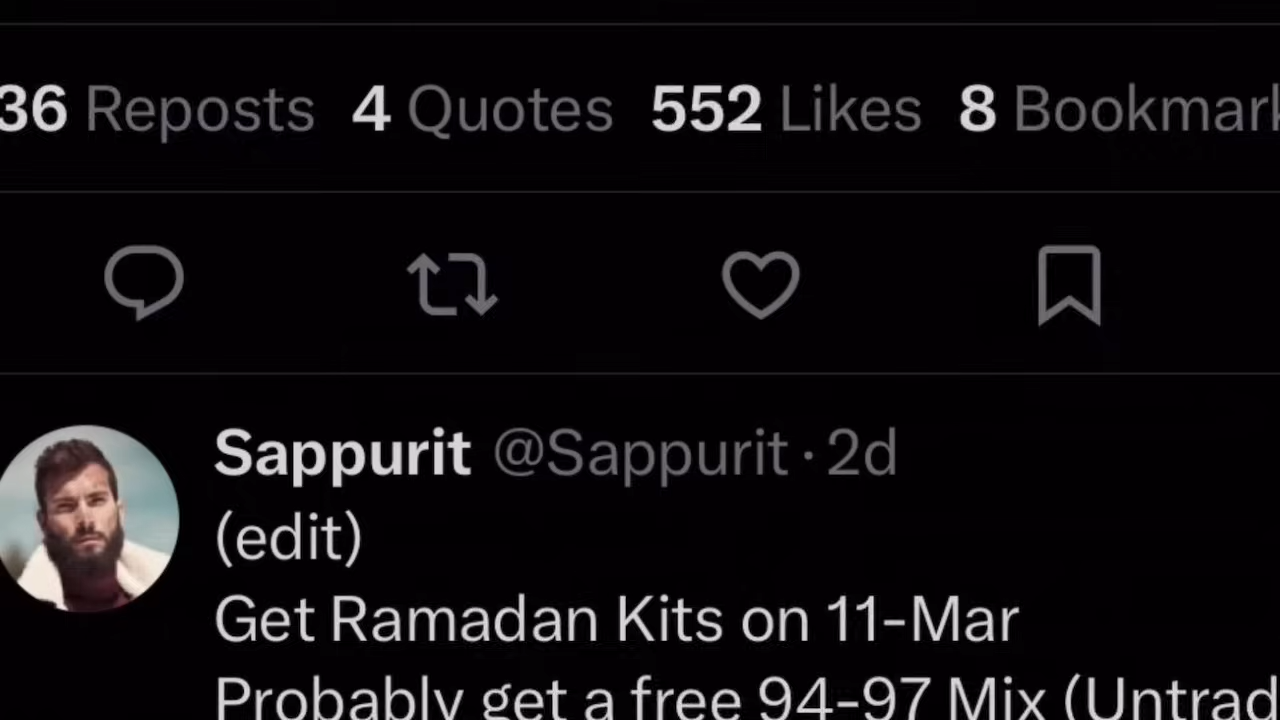 36 Reposts 4 Quotes 552 Likes 8 Bookmark
Sappurit @Sappurit · 2d
(edit)
Get Ramadan Kits on 11-Mar
Probably get a free 94-97 Mix (Untrad